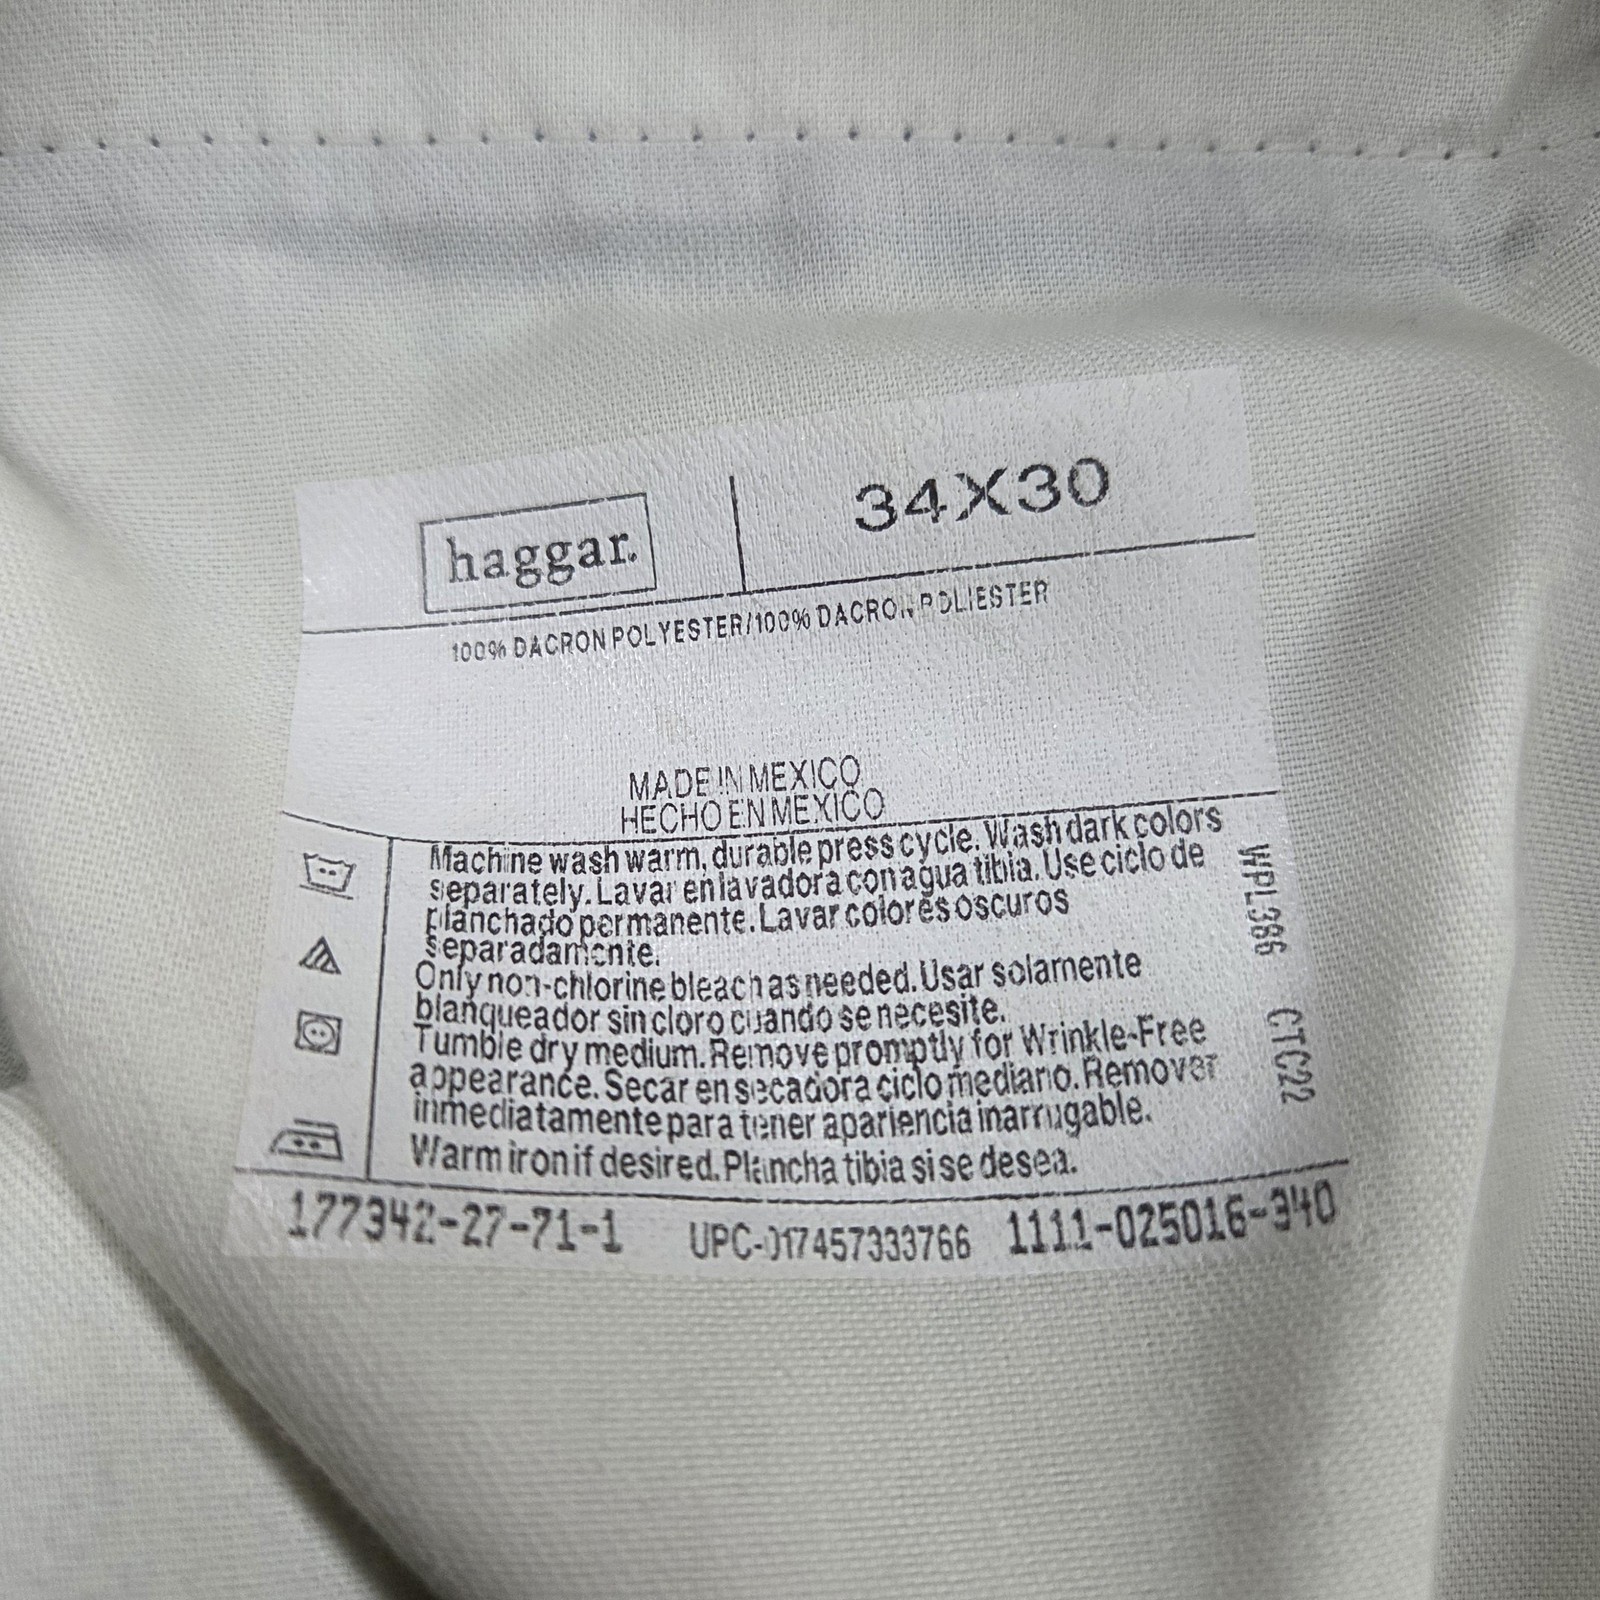 haggar.
34X30
100% DACRON POLYESTER/100% DACRON POLIESTER
MADE IN MEXICO
HECHO EN MEXICO
Machine wash warm, durable press cycle. Wash dark colors
separately. Lavar en lavadora con agua tibia. Use ciclo de
planchado permanente. Lavar colores oscuros
separadamente.
Only non-chlorine bleach as needed. Usar solamente
blanqueador sin cloro cuando se necesite.
Tumble dry medium. Remove promptly for Wrinkle-Free
appearance. Secar en secadora ciclo mediano. Remover
inmediatamente para tener apariencia inarrugable.
Warm iron if desired. Plancha tibia si se desea.
WPL386 CTC22
177342-27-71-1 UPC-017457333766 1111-025016-340